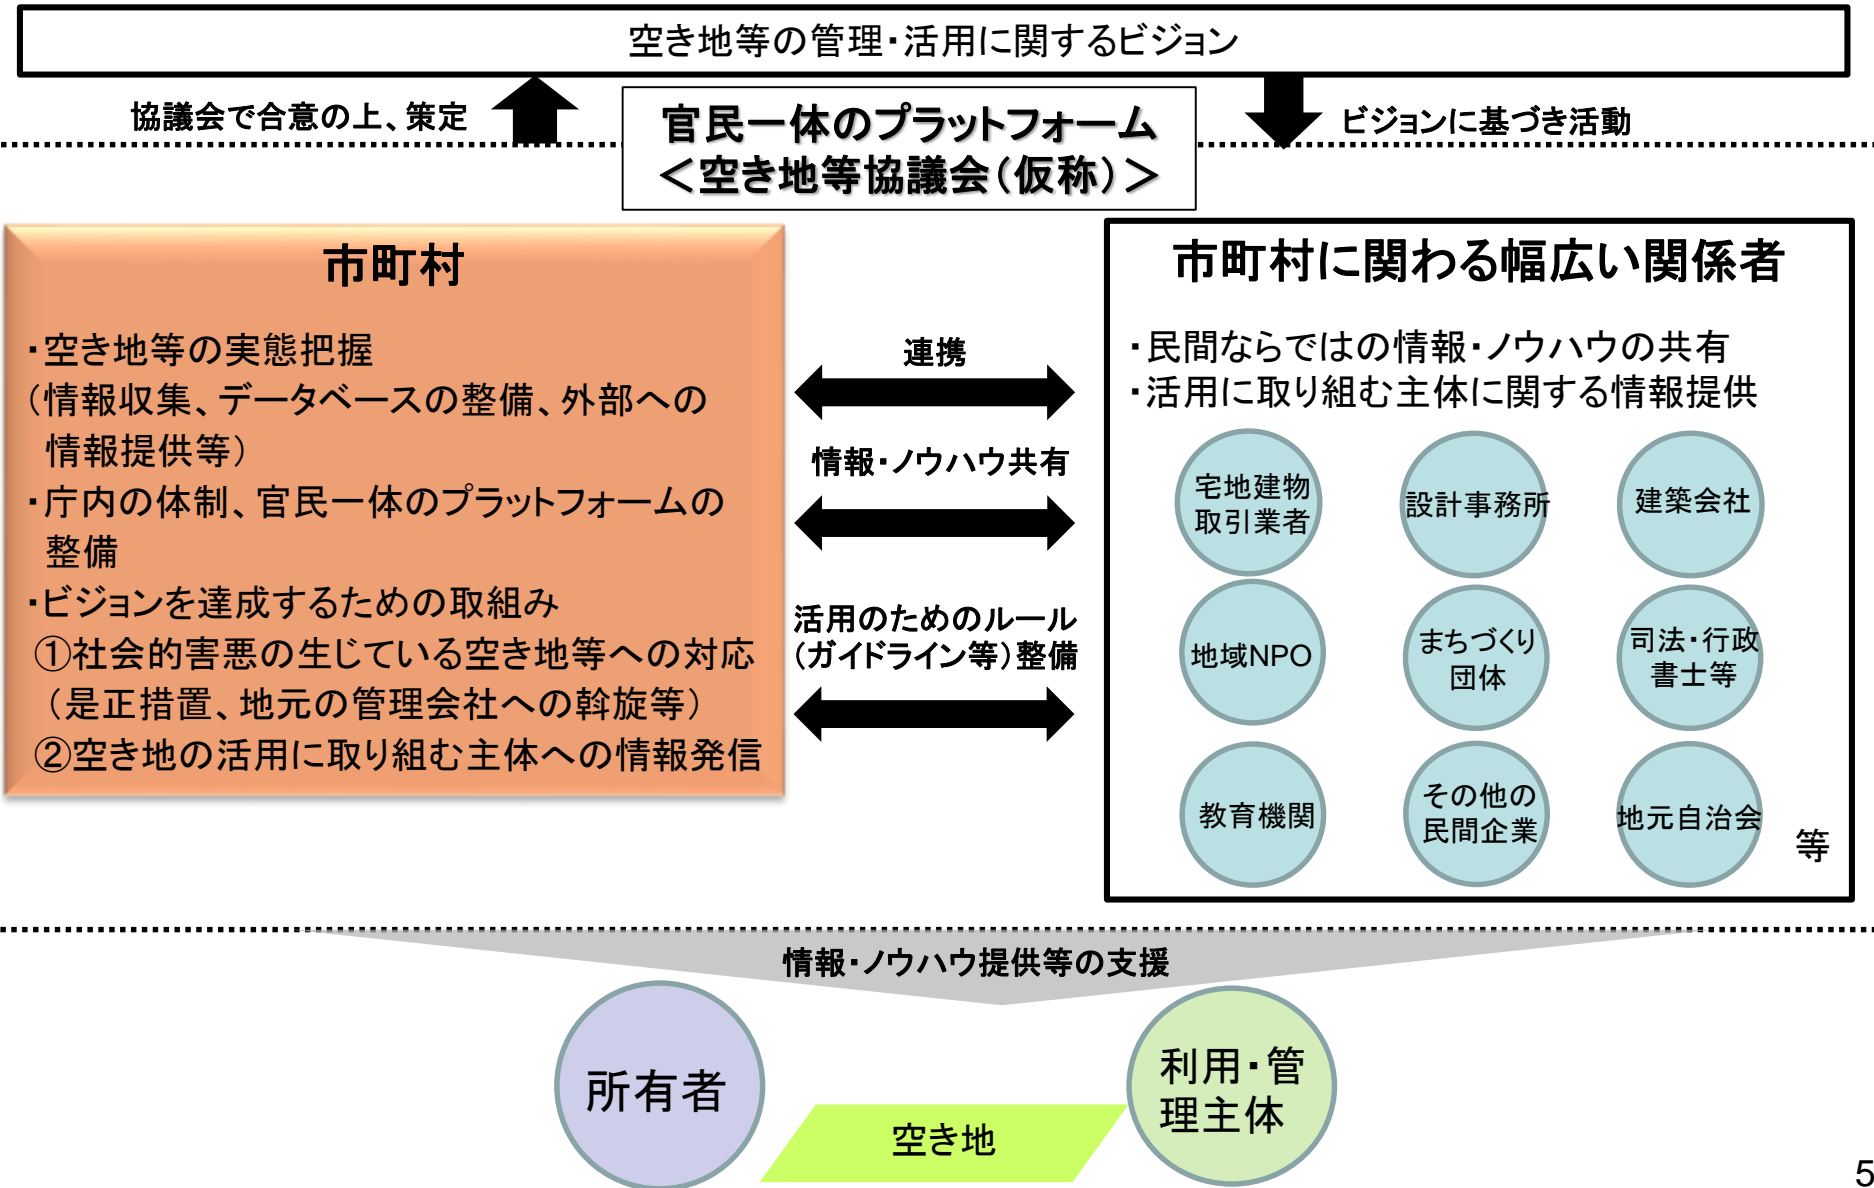 空き地等の管理・活用に関するビジョン
協議会で合意の上、策定
ビジョンに基づき活動
官民一体のプラットフォーム
＜空き地等協議会（仮称）＞
市町村
・空き地等の実態把握
（情報収集、データベースの整備、外部への
情報提供等）
・庁内の体制、官民一体のプラットフォームの
整備
・ビジョンを達成するための取組み
①社会的害悪の生じている空き地等への対応
（是正措置、地元の管理会社への斡旋等）
②空き地の活用に取り組む主体への情報発信
連携
情報・ノウハウ共有
活用のためのルール
（ガイドライン等）整備
市町村に関わる幅広い関係者
・民間ならではの情報・ノウハウの共有
・活用に取り組む主体に関する情報提供
宅地建物
取引業者
設計事務所
建築会社
地域NPO
まちづくり
団体
司法・行政
書士等
教育機関
その他の
民間企業
地元自治会
等
情報・ノウハウ提供等の支援
所有者
空き地
利用・管
理主体
5